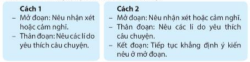 Cách 1
– Mở đoạn: Nêu nhận xét
hoặc cảm nghĩ.
– Thân đoạn: Nêu các lí do
yêu thích câu chuyện.
Cách 2
– Mở đoạn: Nêu nhận xét hoặc cảm nghĩ.
– Thân đoạn: Nêu các lí do yêu thích
câu chuyện.
– Kết đoạn: Tiếp tục khẳng định ý kiến
nêu ở mở đoạn.